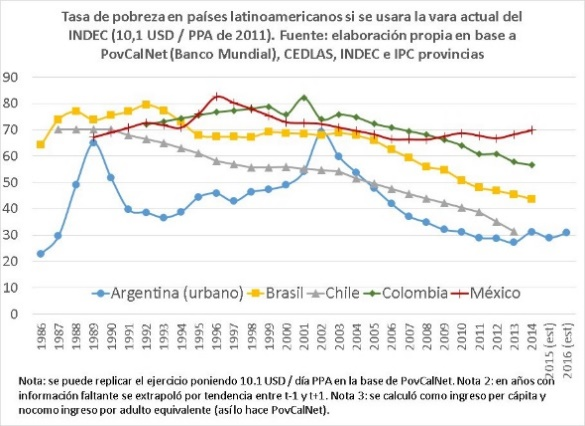 Tasa de pobreza en países latinoamericanos si se usara la vara actual del
INDEC (10,1 USD / PPA de 2011). Fuente: elaboración propia en base a
PovCalNet (Banco Mundial), CEDLAS, INDEC e IPC provincias
90
80
70
60
50
40
30
20
10
0
Argentina (urbano) Brasil Chile Colombia México
1986 1987 1988 1989 1990 1991 1992 1993 1994 1995 1996 1997 1998 1999 2000 2001 2002 2003 2004 2005 2006 2007 2008 2009 2010 2011 2012 2013 2014 2015 (est) 2016 (est)
Nota: se puede replicar el ejercicio poniendo 10.1 USD / día PPA en la base de PovCalNet. Nota 2: en años con
información faltante se extrapoló por tendencia entre t-1 y t+1. Nota 3: se calculó como ingreso per cápita y
nocomo ingreso por adulto equivalente (así lo hace PovCalNet).